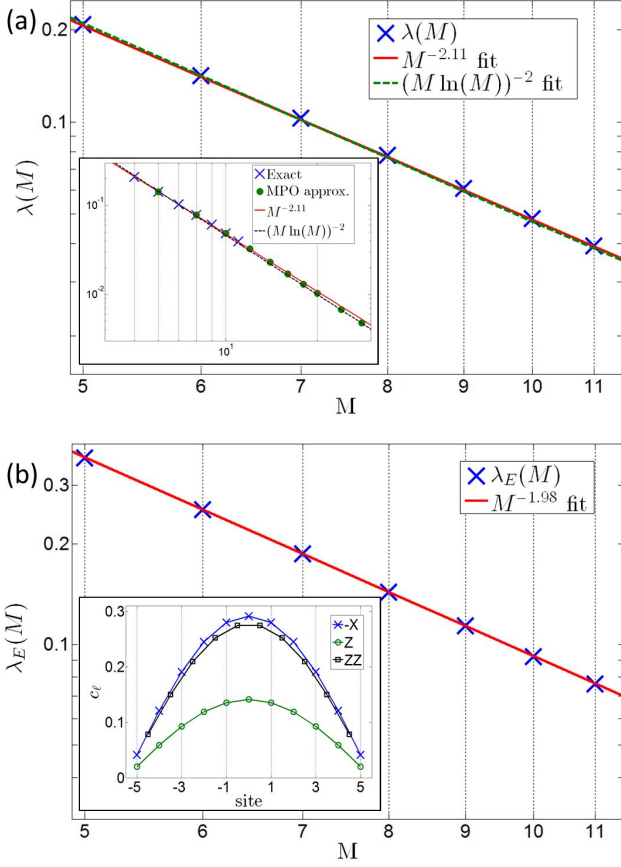 (a)
0.2
0.1
λ(M)
λ(M)
M^{-2.11} fit
(M ln(M))^{-2} fit
10^{-1}
10^{-2}
10^{1}
Exact
MPO approx.
M^{-2.11}
(M ln(M))^{-2}
5 6 7 8 9 10 11
M
(b)
0.3
0.2
0.1
λ_E(M)
λ_E(M)
M^{-1.98} fit
0.3
0.2
0.1
0
c_ℓ
-X
Z
ZZ
-5 -3 -1 1 3 5
site
5 6 7 8 9 10 11
M